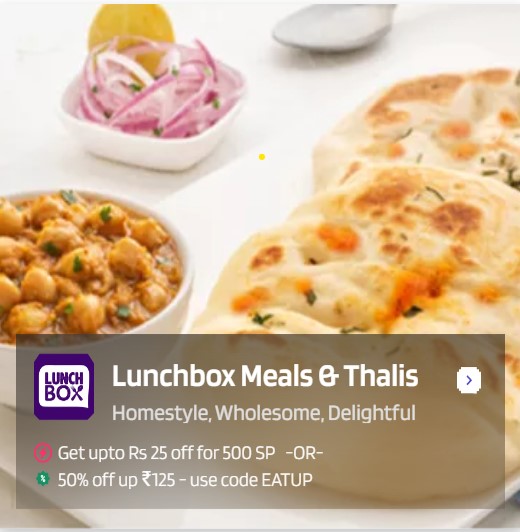 LUNCH
BOX
Lunchbox Meals & Thalis
Homestyle, Wholesome, Delightful
Get upto Rs 25 off for 500 SP -OR-
50% off up ₹125 - use code EATUP